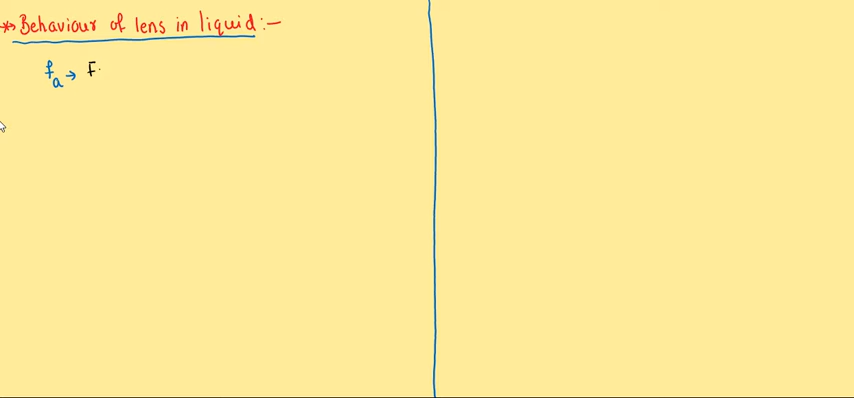 ** Behaviour of lens in liquid :-
fa → F.